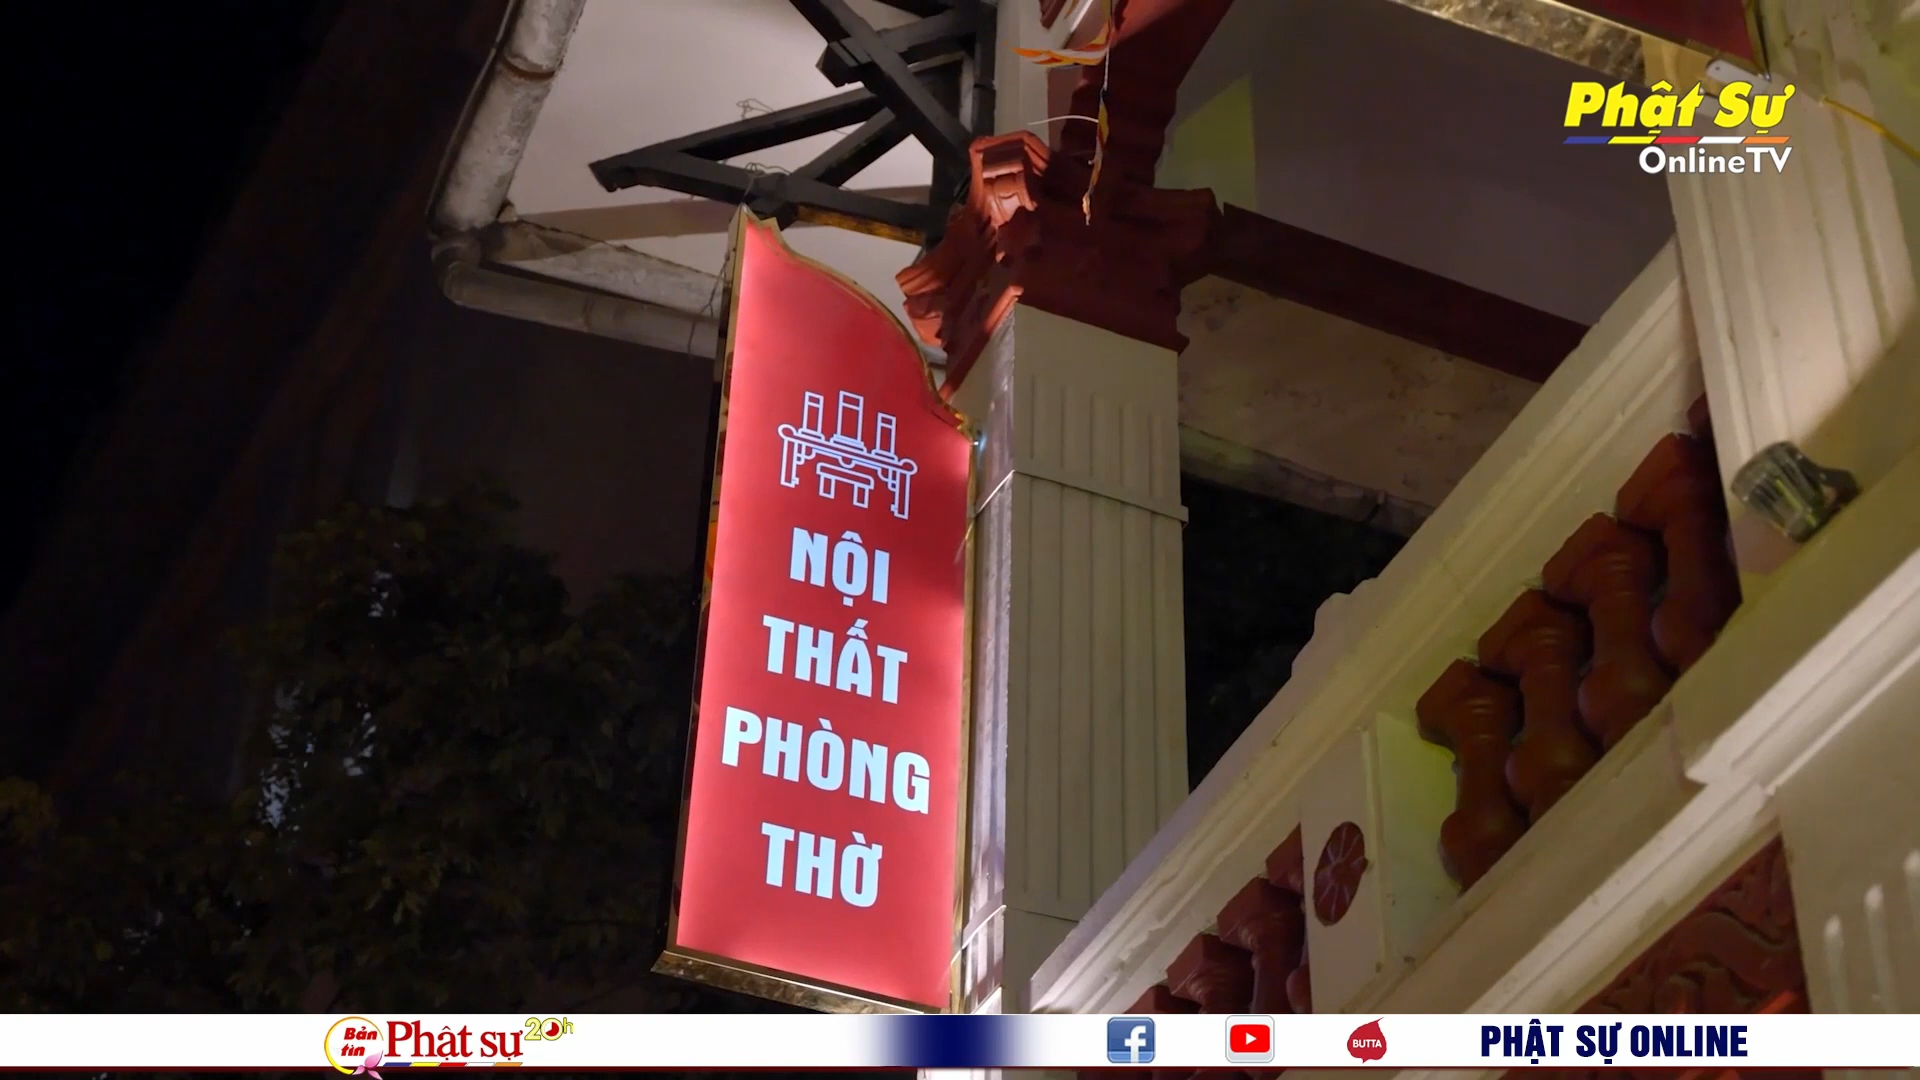 Phật Sự
OnlineTV
NỘI
THẤT
PHÒNG
THỜ
Bản
tin
Phật sự
20h
BUTTA
PHẬT SỰ ONLINE